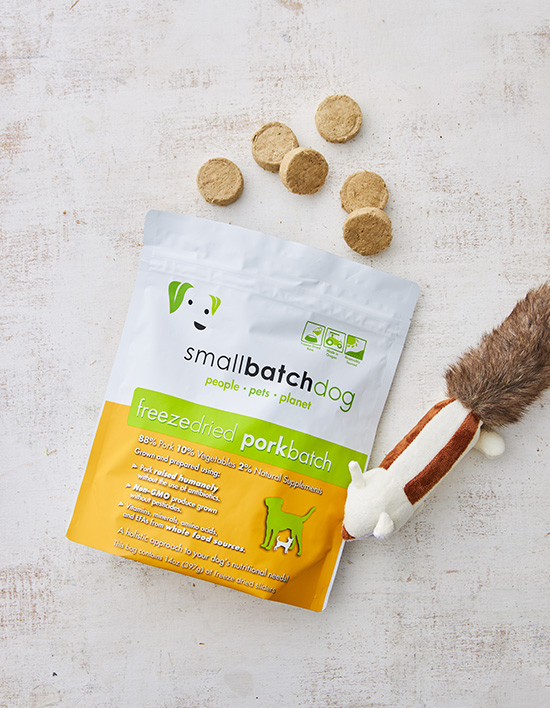 smallbatchdog
people • pets • planet
freezedried porkbatch
88% Pork 10% Vegetables 2% Natural Supplements
Grown and prepared using:
Pork raised humanely
without the use of antibiotics.
Non-GMO produce grown
without pesticides.
Vitamins, minerals, amino acids,
and EFAs from whole food sources.
A holistic approach to your dog's nutritional needs!
This bag contains 14oz (397g) of freeze dried sliders